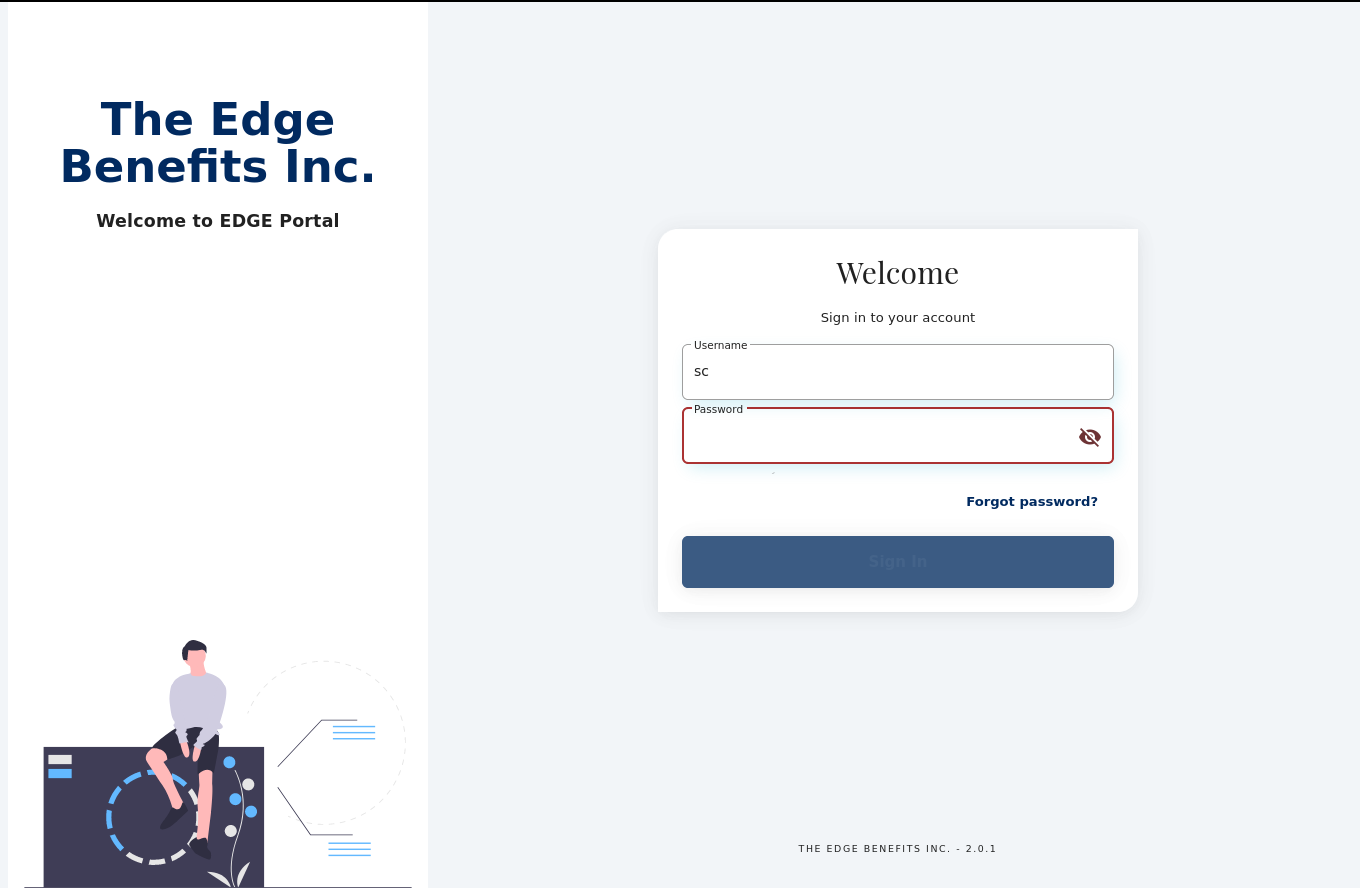 The Edge
Benefits Inc.
Welcome to EDGE Portal
Welcome
Sign in to your account
Username
sc
Password
Forgot password?
Sign in
THE EDGE BENEFITS INC. - 2.0.1